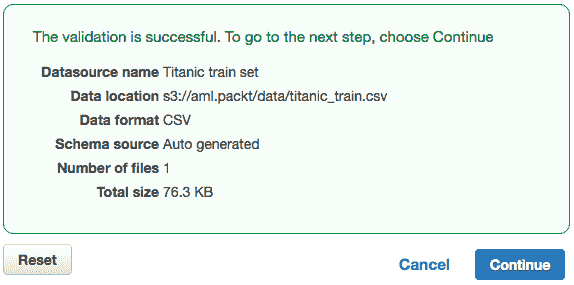 The validation is successful. To go to the next step, choose Continue
Datasource name Titanic train set
Data location s3://aml.packt/data/titanic_train.csv
Data format CSV
Schema source Auto generated
Number of files 1
Total size 76.3 KB
Reset Cancel Continue